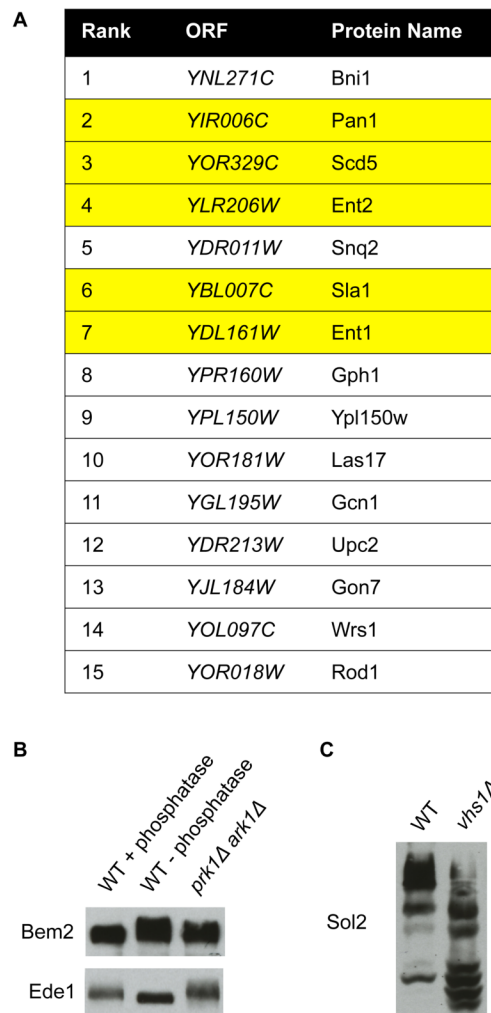 A
Rank ORF Protein Name
1 YNL271C Bni1
2 YIR006C Pan1
3 YOR329C Scd5
4 YLR206W Ent2
5 YDR011W Snq2
6 YBL007C Sla1
7 YDL161W Ent1
8 YPR160W Gph1
9 YPL150W Ypl150w
10 YOR181W Las17
11 YGL195W Gcn1
12 YDR213W Upc2
13 YJL184W Gon7
14 YOL097C Wrs1
15 YOR018W Rod1
B
WT + phosphatase
WT - phosphatase
prk1Δ ark1Δ
Bem2
Ede1
C
WT
vhs1Δ
Sol2